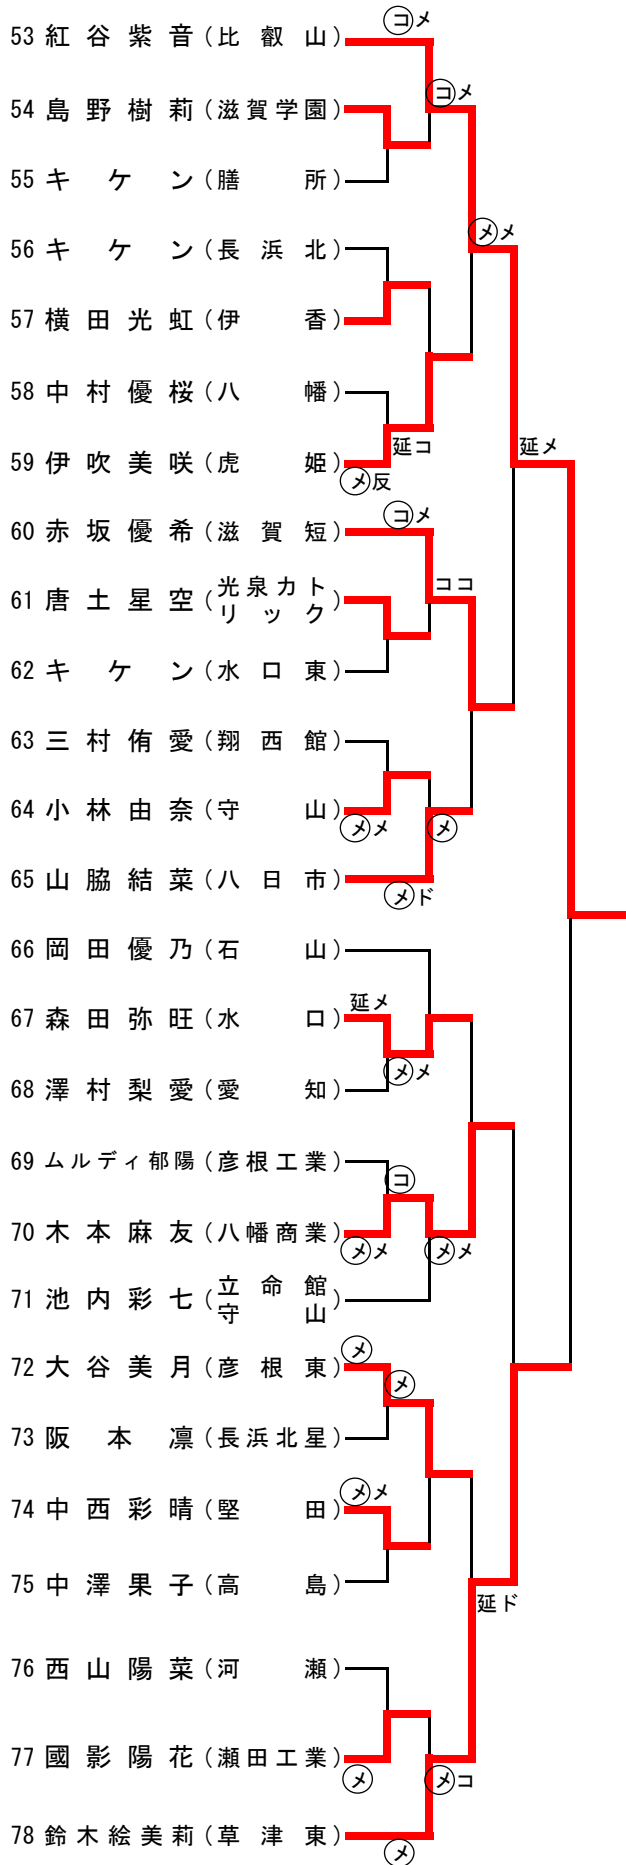 コメ
53 紅谷紫音(比叡山)
コメ
54 島野樹莉(滋賀学園)
55 キケン(膳所)
メメ
56 キケン(長浜北)
57 横田光虹(伊香)
58 中村優桜(八幡)
延コ
延メ
59 伊吹美咲(虎姫)
メ反
コメ
60 赤坂優希(滋賀短)
ココ
61 唐土星空(光泉カト
リック)
62 キケン(水口東)
63 三村侑愛(翔西館)
64 小林由奈(守山)
メメ
メ
65 山脇結菜(八日市)
メド
66 岡田優乃(石山)
延メ
67 森田弥旺(水口)
メメ
68 澤村梨愛(愛知)
69 ムルディ郁陽(彦根工業)
コ
70 木本麻友(八幡商業)
メメ
メメ
71 池内彩七(立命館
守山)
メ
72 大谷美月(彦根東)
メ
73 阪本凛(長浜北星)
メメ
74 中西彩晴(堅田)
75 中澤果子(高島)
延ド
76 西山陽菜(河瀬)
77 國影陽花(瀬田工業)
メ
メコ
78 鈴木絵美莉(草津東)
メ